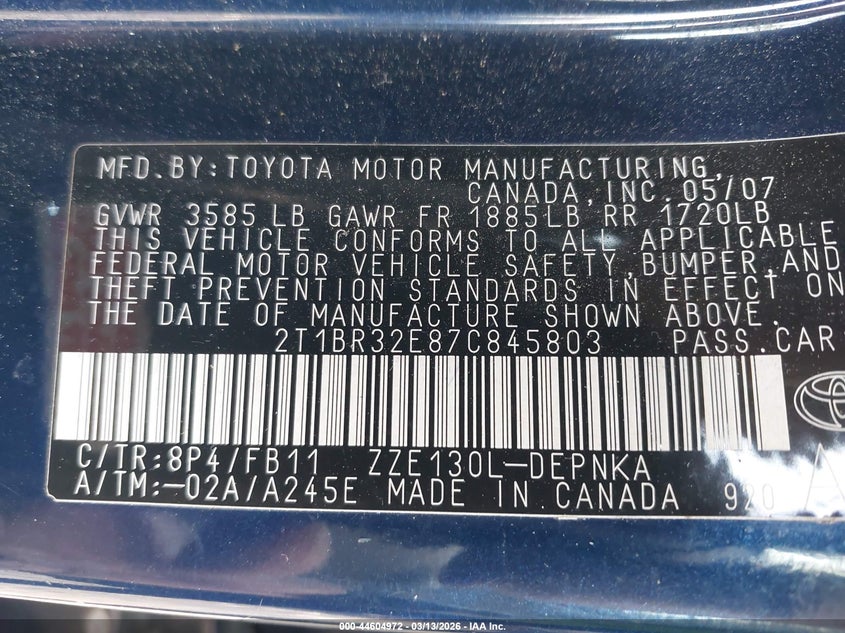 MFD.BY:TOYOTA MOTOR MANUFACTURING,
CANADA,INC.05/07
GVWR 3585LB GAWR FR 1885LB RR 1720LB
THIS VEHICLE CONFORMS TO ALL APPLICABLE
FEDERAL MOTOR VEHICLE SAFETY,BUMPER,AND
THEFT PREVENTION STANDARDS IN EFFECT ON
THE DATE OF MANUFACTURE SHOWN ABOVE.
2T1BR32E87C845803 PASS.CAR
C/TR:8P4/FB11 ZZE130L-DEPNKA
A/TM:-02A/A245E MADE IN CANADA 920
A
000-44604972 — 03/13/2026 — IAA Inc.